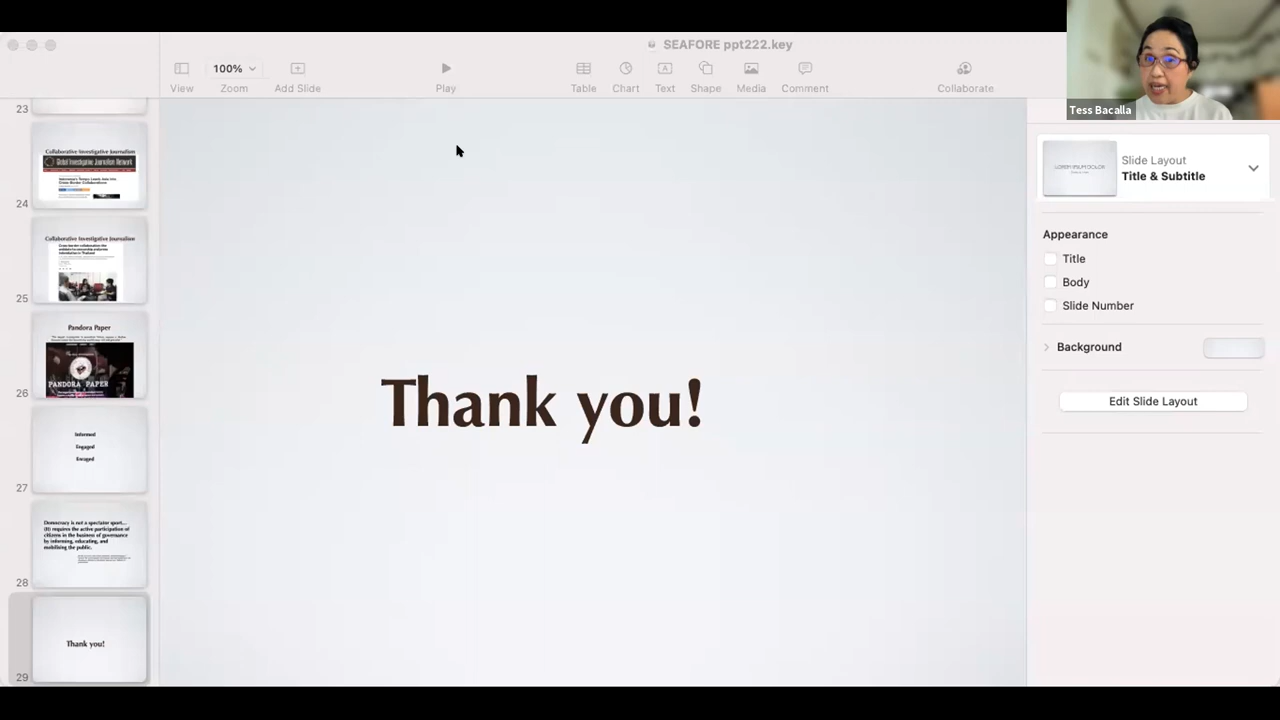 SEAFORE ppt222.key
100%
View
Zoom
Add Slide
Play
Table
Chart
Text
Shape
Media
Comment
Collaborate
Tess Bacalla
23
Collaborative Investigative Journalism
Global Investigative Journalism Network
24
Collaborative Investigative Journalism
25
Pandora Paper
PANDORA PAPER
26
Informed
Engaged
Enraged
27
Democracy is not a spectator sport...
(It) requires the active participation of
citizens in the business of governance
by informing, educating, and
mobilizing the public.
28
Thank you!
29
Thank you!
Slide Layout
Title & Subtitle
Appearance
Title
Body
Slide Number
Background
Edit Slide Layout